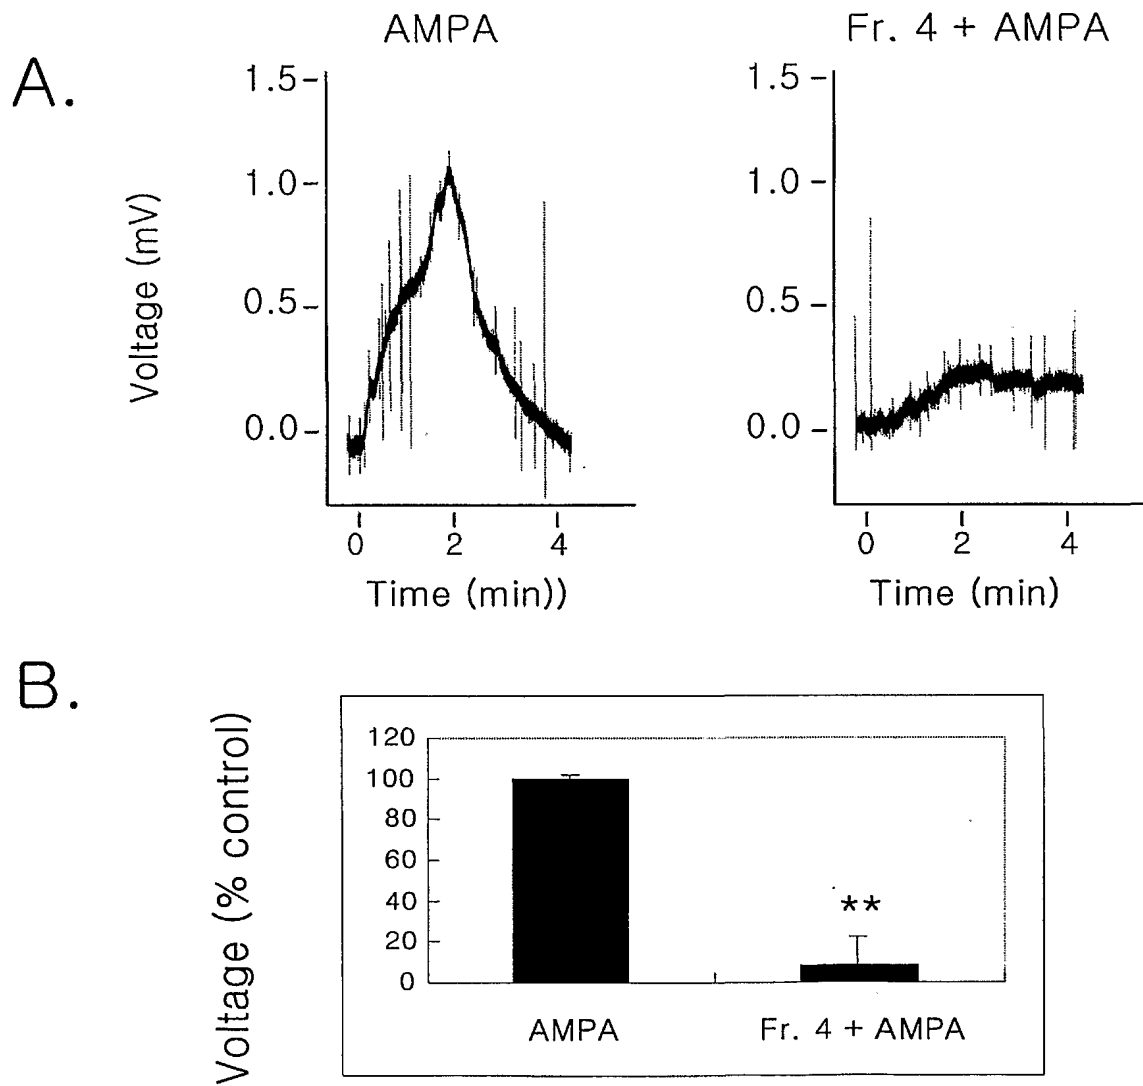 A.
AMPA
Voltage (mV)
1.5
1.0
0.5
0.0
0 2 4
Time (min))
Fr. 4 + AMPA
1.5
1.0
0.5
0.0
0 2 4
Time (min)
B.
Voltage (% control)
120
100
80
60
40
20
0
**
AMPA Fr. 4 + AMPA